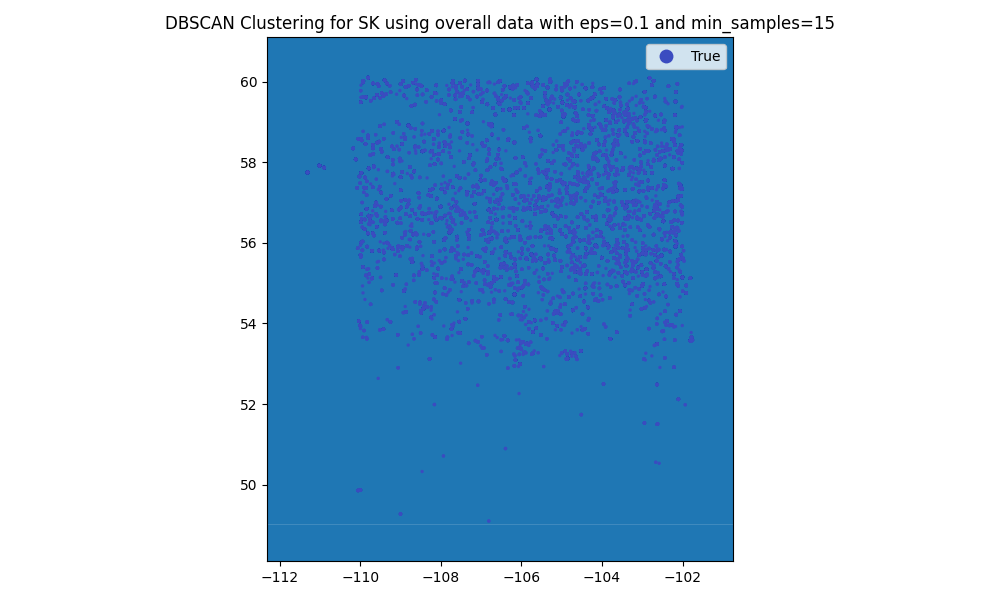 DBSCAN Clustering for SK using overall data with eps=0.1 and min_samples=15
True
60
58
56
54
52
50
−112 −110 −108 −106 −104 −102